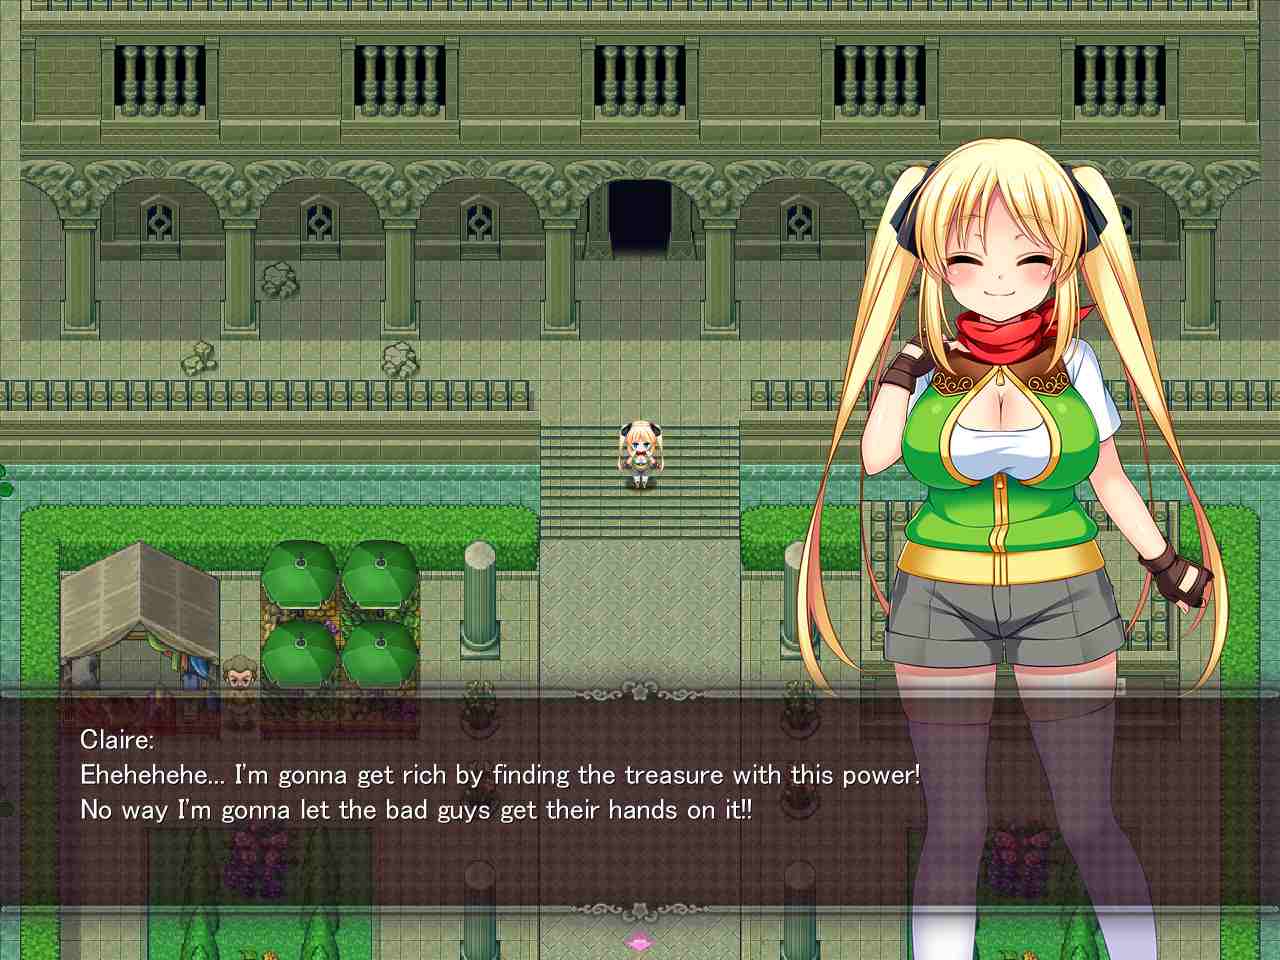 Claire:
Ehehehehe... I'm gonna get rich by finding the treasure with this power!
No way I'm gonna let the bad guys get their hands on it!!